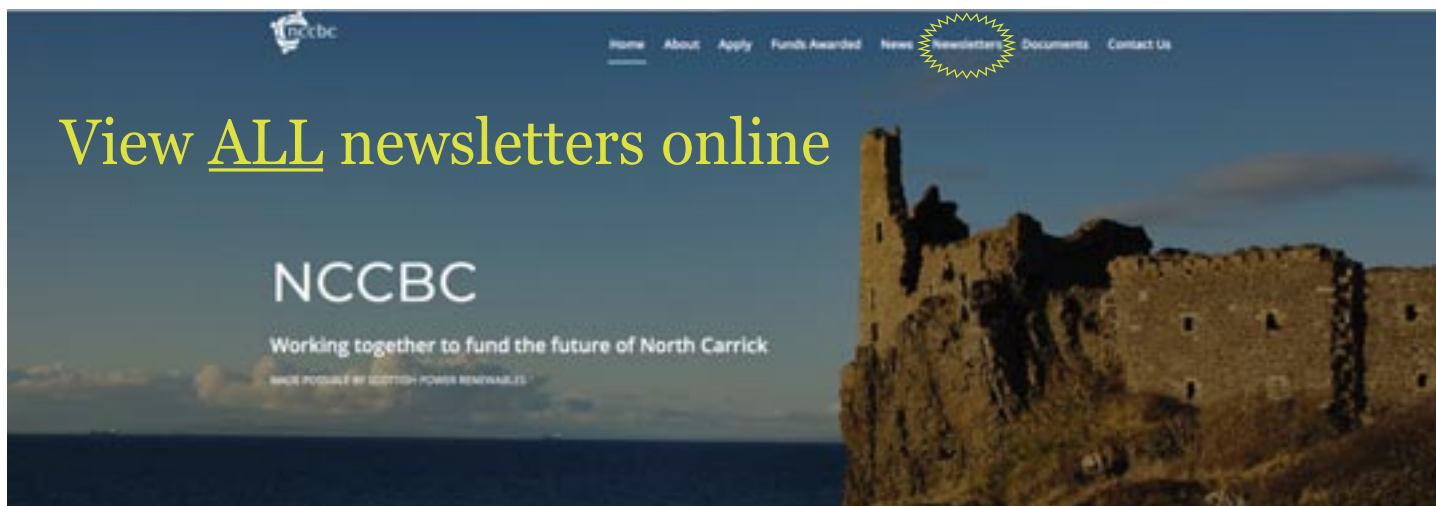 nccbc
Home About Apply Funds Awarded News Newsletters Documents Contact Us
View ALL newsletters online
NCCBC
Working together to fund the future of North Carrick
MADE POSSIBLE BY SCOTTISH POWER RENEWABLES